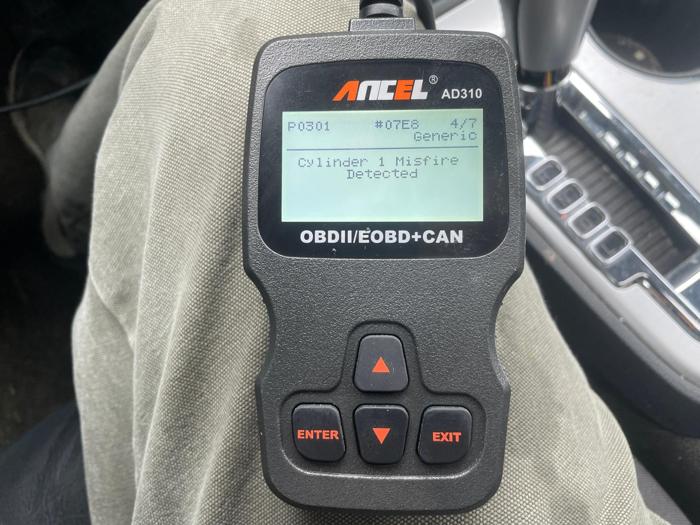 ANCEL® AD310
P0301 #07E8 4/7
Generic
Cylinder 1 Misfire
Detected
OBDII/EOBD+CAN
ENTER EXIT